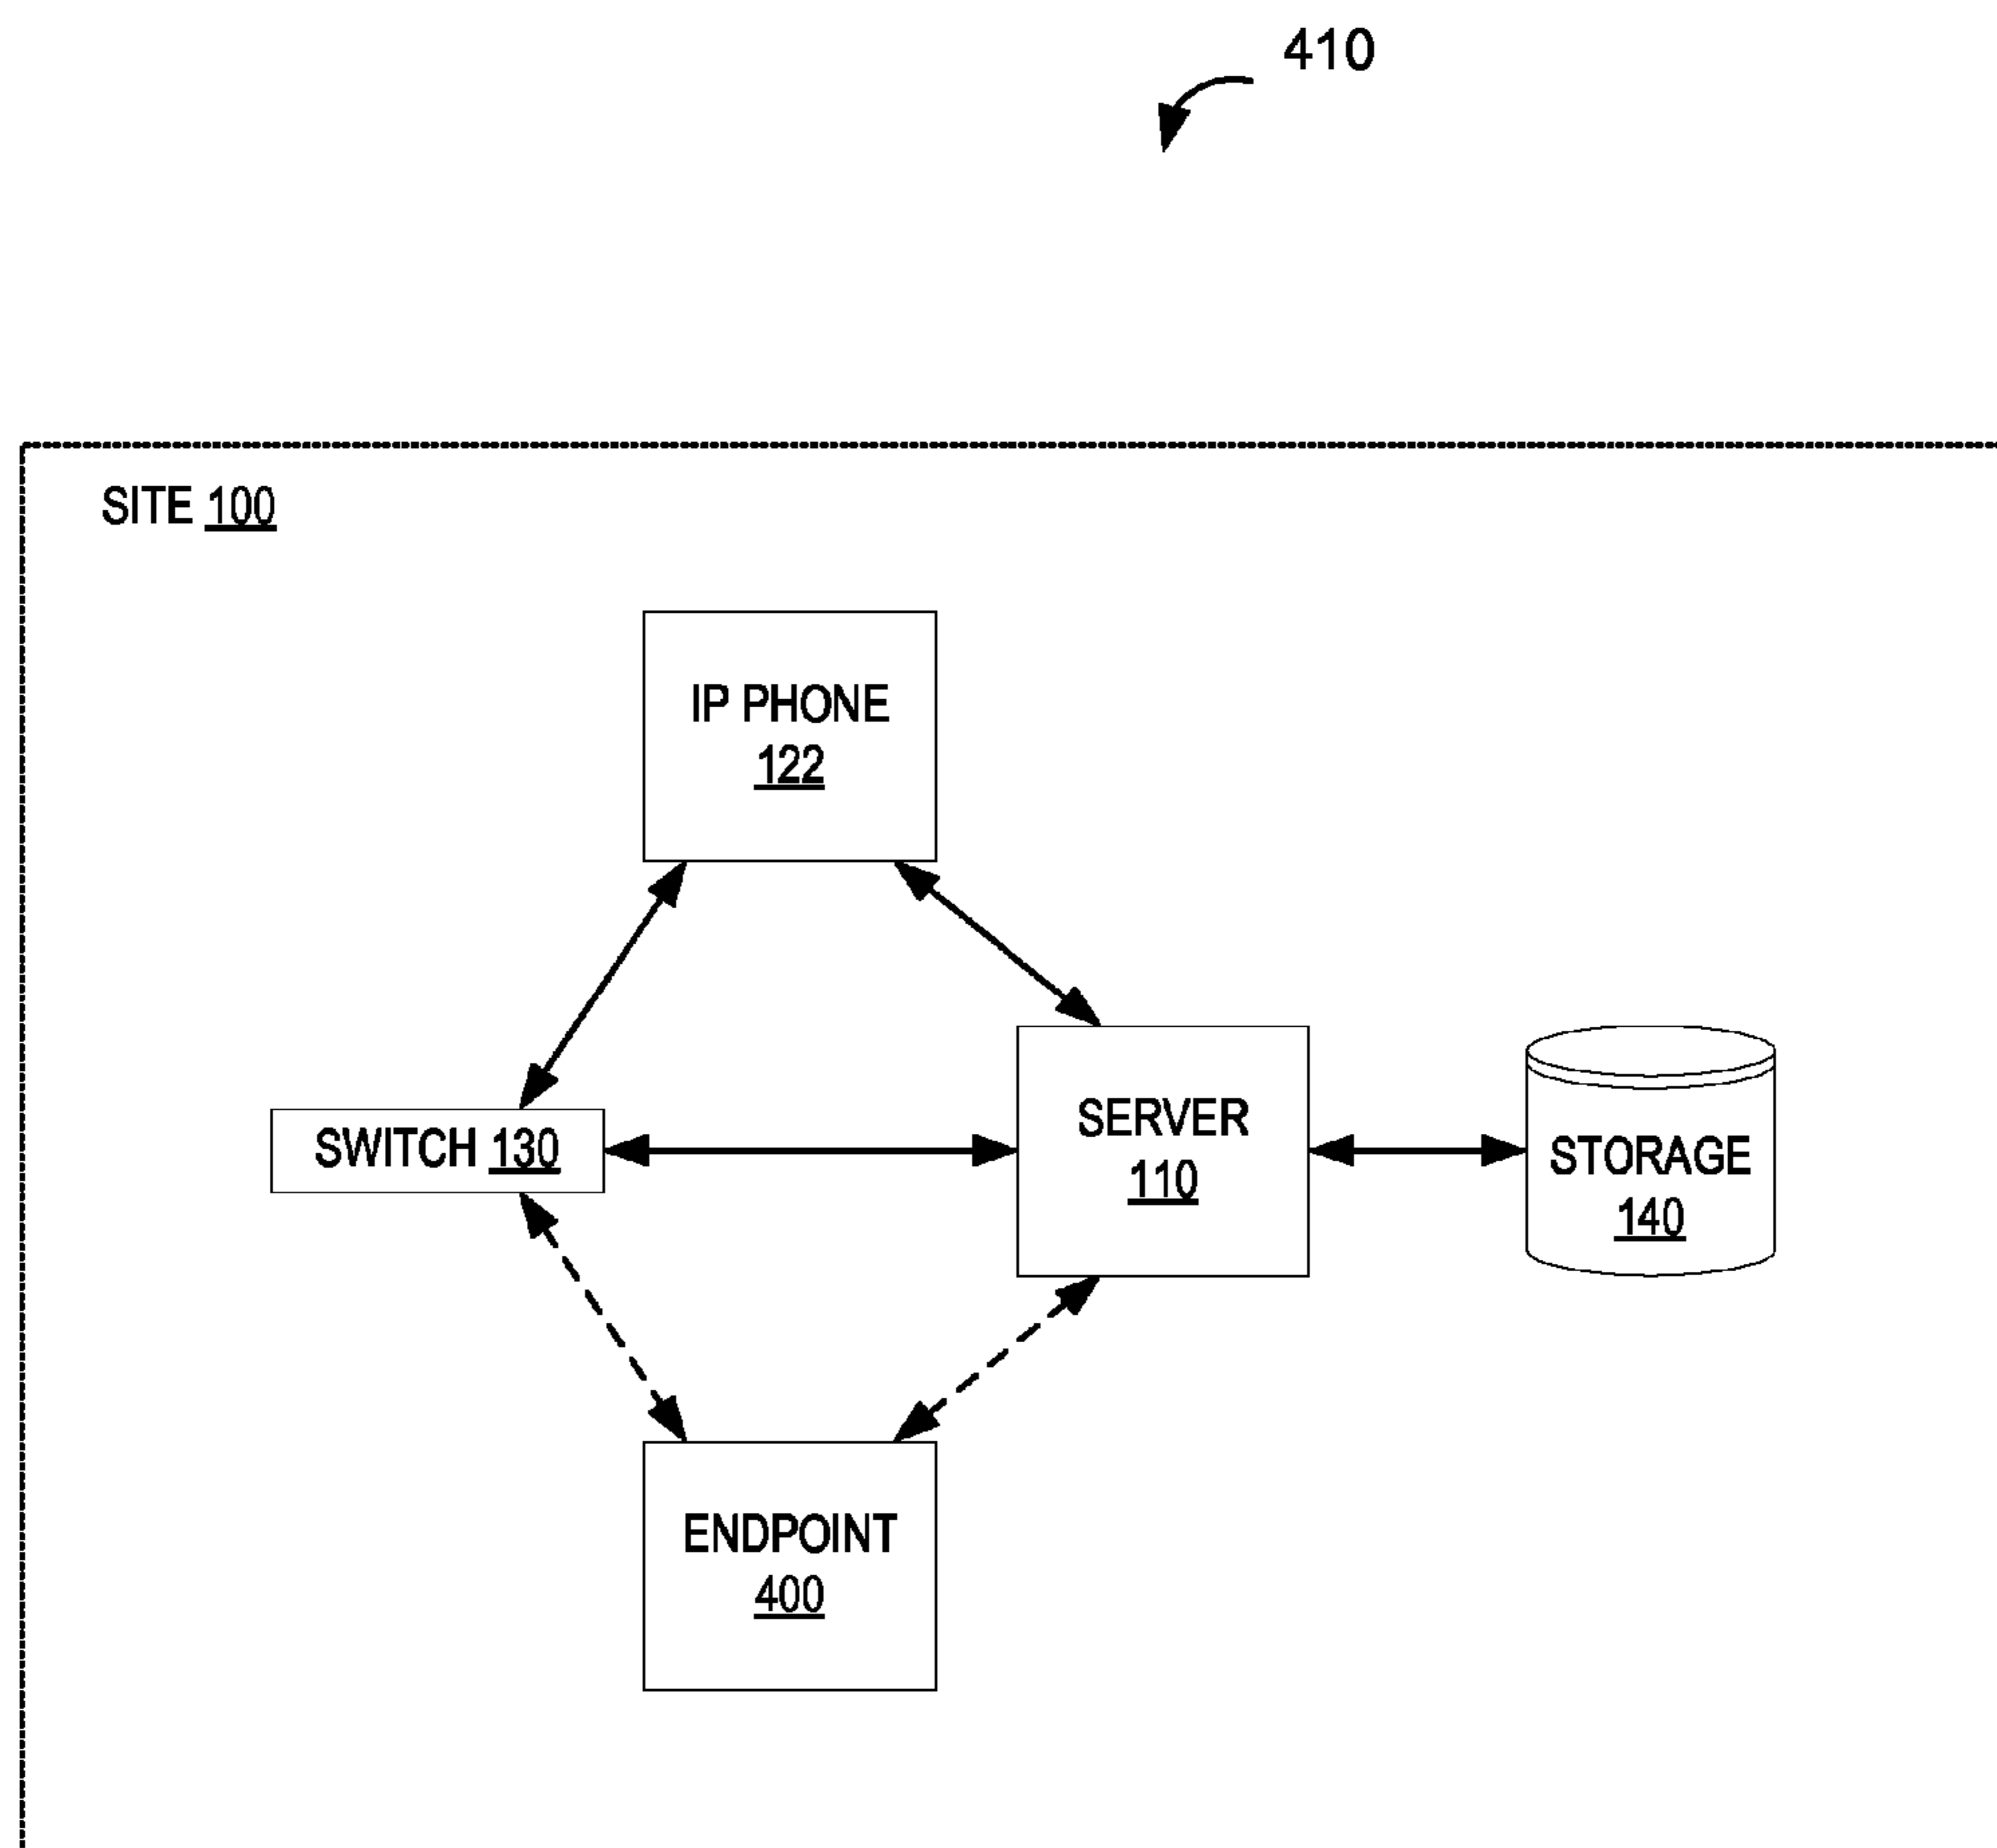 410
SITE 100
IP PHONE
122
SWITCH 130
SERVER
110
STORAGE
140
ENDPOINT
400